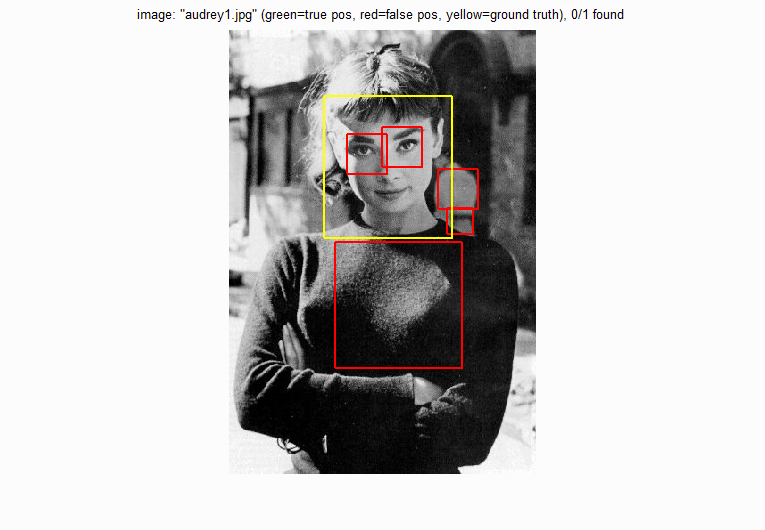 image: "audrey1.jpg" (green=true pos, red=false pos, yellow=ground truth), 0/1 found